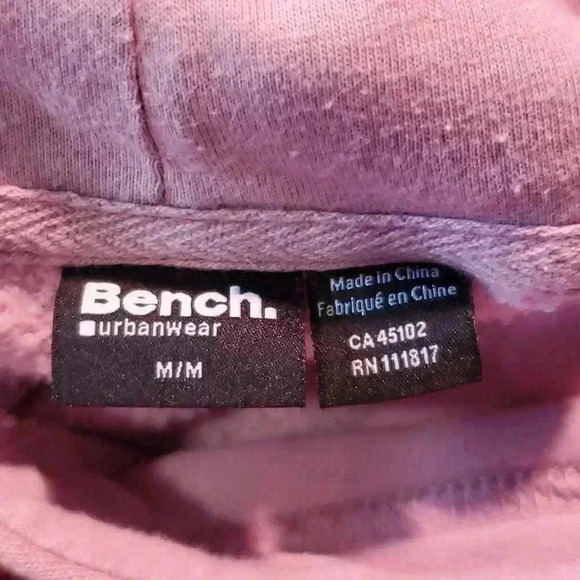 Bench.
urbanwear
M/M
Made in China
Fabriqué en Chine
CA 45102
RN 111817